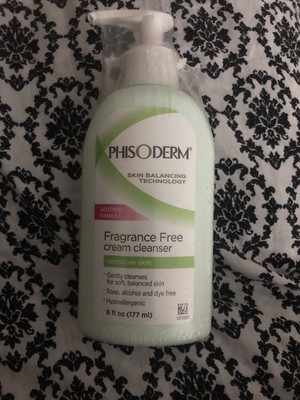 PHISODERM®
SKIN BALANCING
TECHNOLOGY
SOOTHING
FORMULA
Fragrance Free
cream cleanser
sensitive skin
• Gently cleanses
for soft, balanced skin
• Soap, alcohol and dye free
• Hypoallergenic
6 fl oz (177 ml)